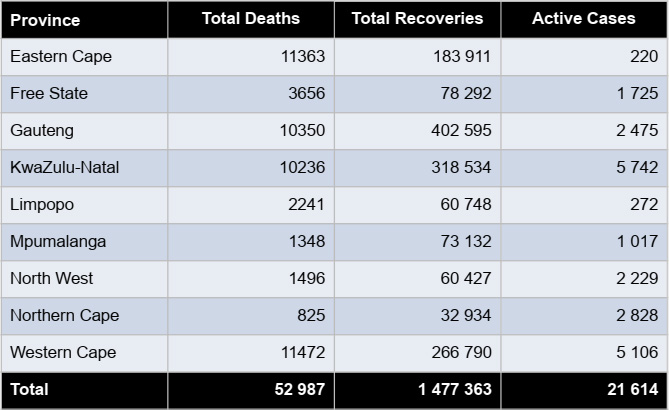 Province Total Deaths Total Recoveries Active Cases
Eastern Cape 11363 183 911 220
Free State 3656 78 292 1 725
Gauteng 10350 402 595 2 475
KwaZulu-Natal 10236 318 534 5 742
Limpopo 2241 60 748 272
Mpumalanga 1348 73 132 1 017
North West 1496 60 427 2 229
Northern Cape 825 32 934 2 828
Western Cape 11472 266 790 5 106
Total 52 987 1 477 363 21 614